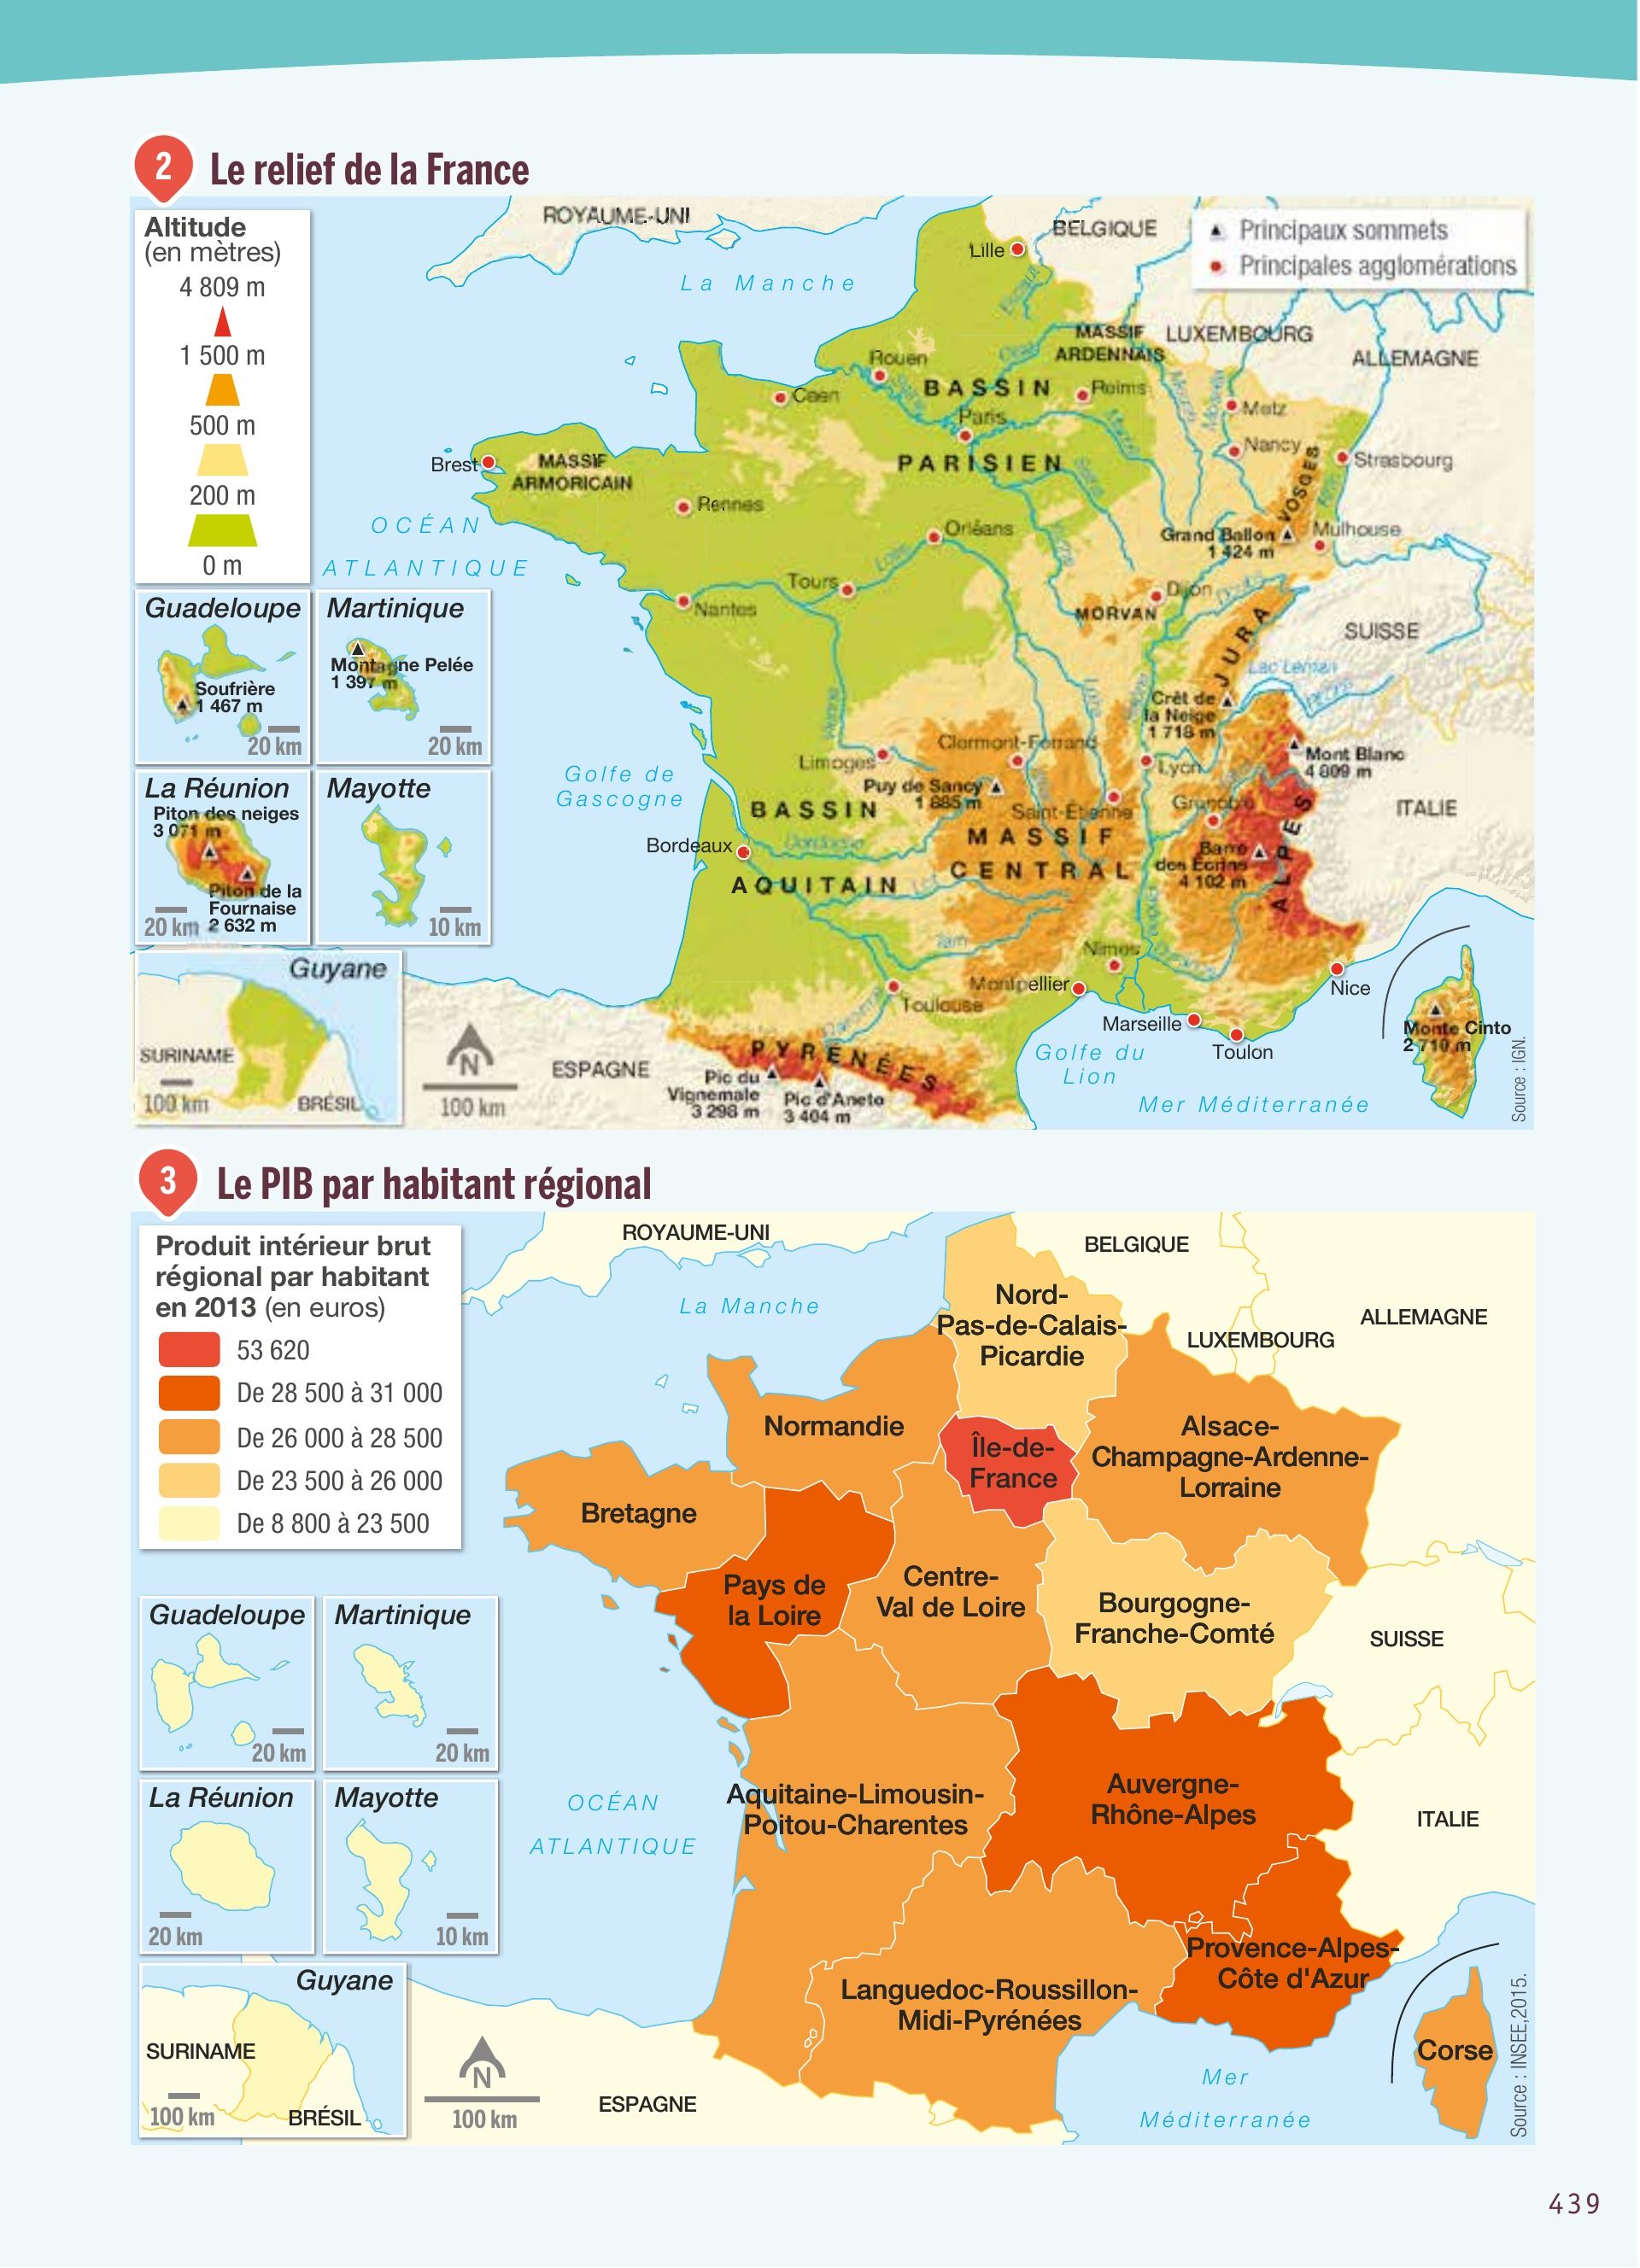 2
Le relief de la France
Altitude
(en mètres)
4 809 m
1 500 m
500 m
200 m
0 m
ROYAUME-UNI
BELGIQUE
▲ Principaux sommets
● Principales agglomérations
La Manche
Lille
Escaut
MASSIF
ARDENNAIS
LUXEMBOURG
ALLEMAGNE
Rouen
Oise
Seine
BASSIN
Reims
Meuse
Moselle
Metz
Caen
Paris
Marne
Nancy
Strasbourg
Brest
MASSIF
ARMORICAIN
PARISIEN
VOSGES
Rhin
Rennes
OCÉAN
ATLANTIQUE
Orléans
Grand Ballon
1 424 m
Mulhouse
Tours
Loire
Dijon
Doubs
Nantes
MORVAN
JURA
SUISSE
Lac Léman
Vienne
Crêt de
la Neige
1 718 m
Clermont-Ferrand
Limoges
Lyon
Mont Blanc
4 809 m
Golfe de
Gascogne
Puy de Sancy
1 885 m
Saint-Étienne
Grenoble
ITALIE
BASSIN
AQUITAIN
MASSIF
CENTRAL
Bordeaux
Dordogne
Lot
Barre
des Écrins
4 102 m
ALPES
Tarn
Nîmes
Montpellier
Toulouse
Garonne
Nice
Marseille
Toulon
Golfe du
Lion
Mer Méditerranée
Monte Cinto
2 710 m
ESPAGNE
PYRÉNÉES
Pic du
Vignemale
3 298 m
Pic d'Aneto
3 404 m
N
100 km
Source : IGN.
Guadeloupe
Soufrière
1 467 m
20 km
Martinique
Montagne Pelée
1 397 m
20 km
La Réunion
Piton des neiges
3 071 m
Piton de la
Fournaise
2 632 m
20 km
Mayotte
10 km
Guyane
SURINAME
BRÉSIL
100 km
3
Le PIB par habitant régional
Produit intérieur brut
régional par habitant
en 2013 (en euros)
53 620
De 28 500 à 31 000
De 26 000 à 28 500
De 23 500 à 26 000
De 8 800 à 23 500
ROYAUME-UNI
BELGIQUE
La Manche
Nord-
Pas-de-Calais-
Picardie
LUXEMBOURG
ALLEMAGNE
Normandie
Île-de-
France
Alsace-
Champagne-Ardenne-
Lorraine
Bretagne
Pays de
la Loire
Centre-
Val de Loire
Bourgogne-
Franche-Comté
SUISSE
OCÉAN
ATLANTIQUE
Aquitaine-Limousin-
Poitou-Charentes
Auvergne-
Rhône-Alpes
ITALIE
Languedoc-Roussillon-
Midi-Pyrénées
Provence-Alpes-
Côte d'Azur
Corse
Mer
Méditerranée
ESPAGNE
N
100 km
Source : INSEE,2015.
Guadeloupe
20 km
Martinique
20 km
La Réunion
20 km
Mayotte
10 km
Guyane
SURINAME
BRÉSIL
100 km
439